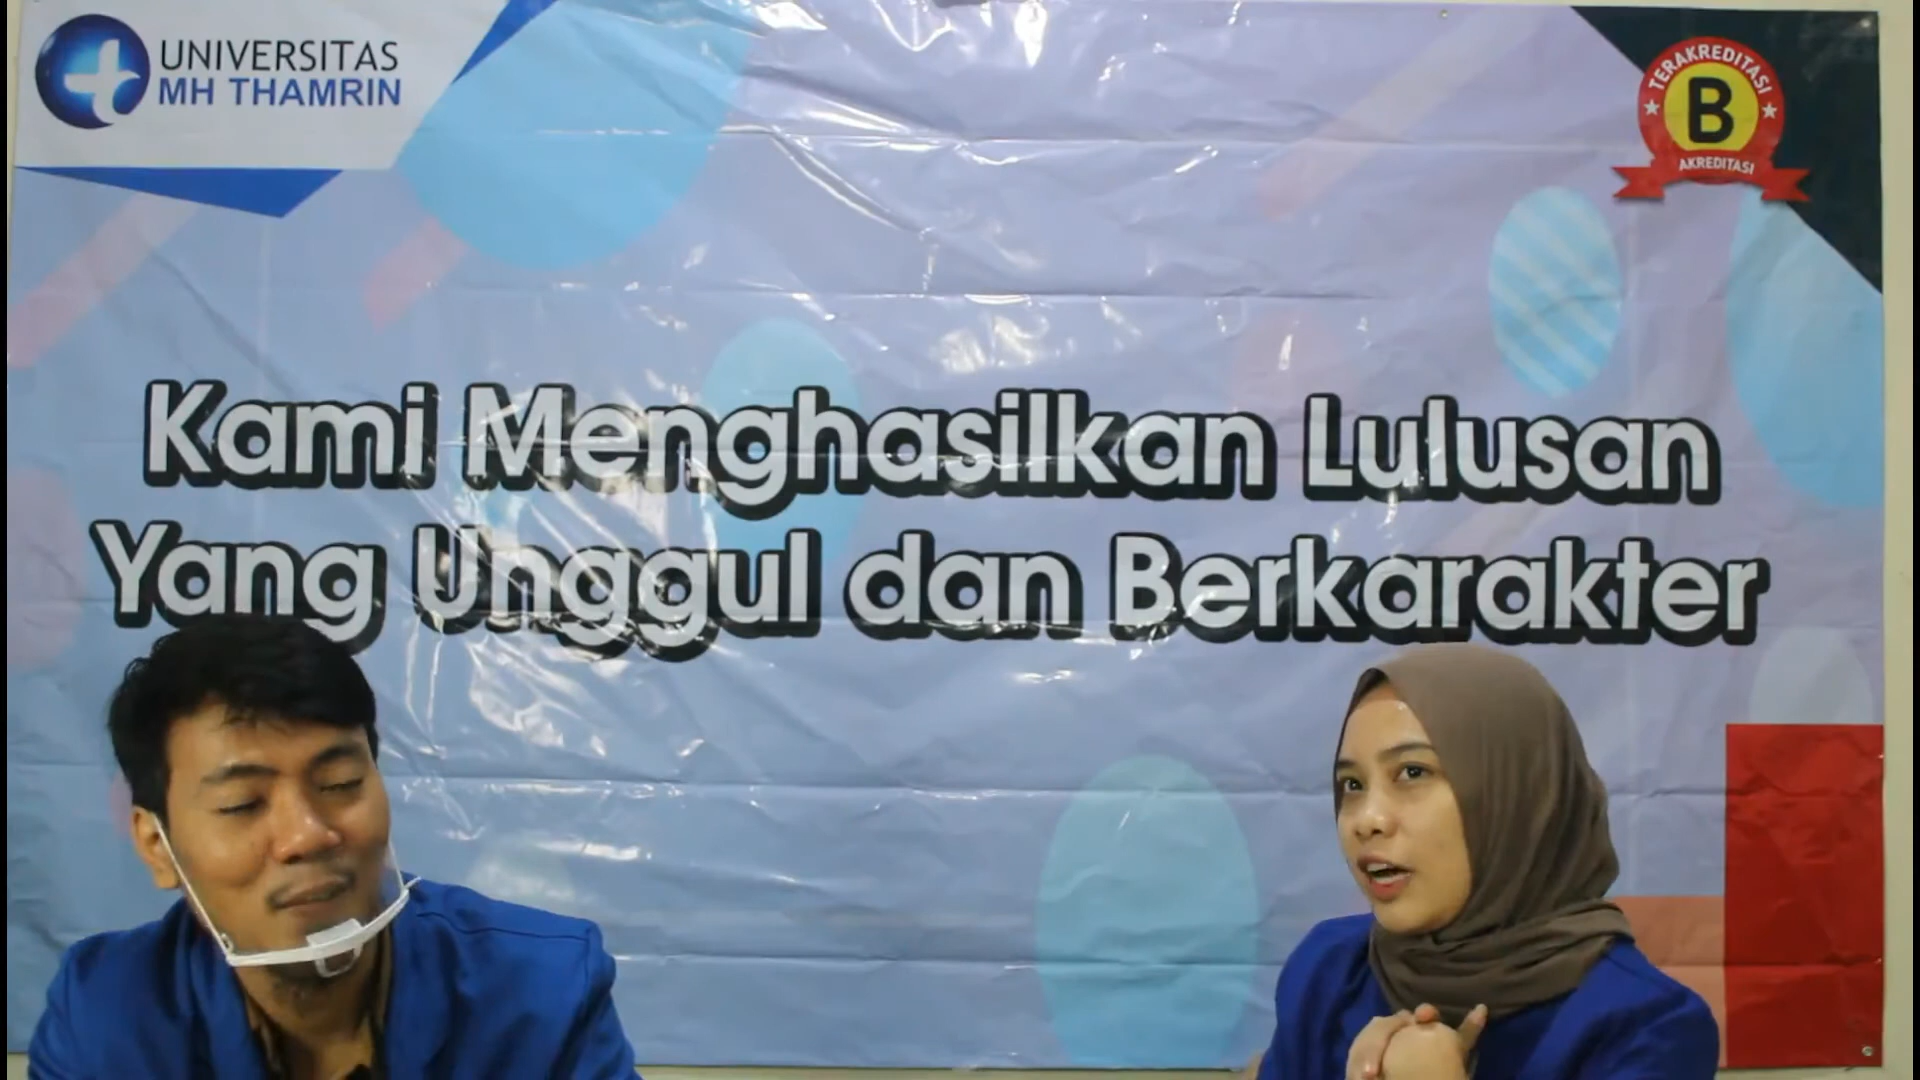 UNIVERSITAS
MH THAMRIN
TERAKREDITASI
B
AKREDITASI
Kami Menghasilkan Lulusan
Yang Unggul dan Berkarakter